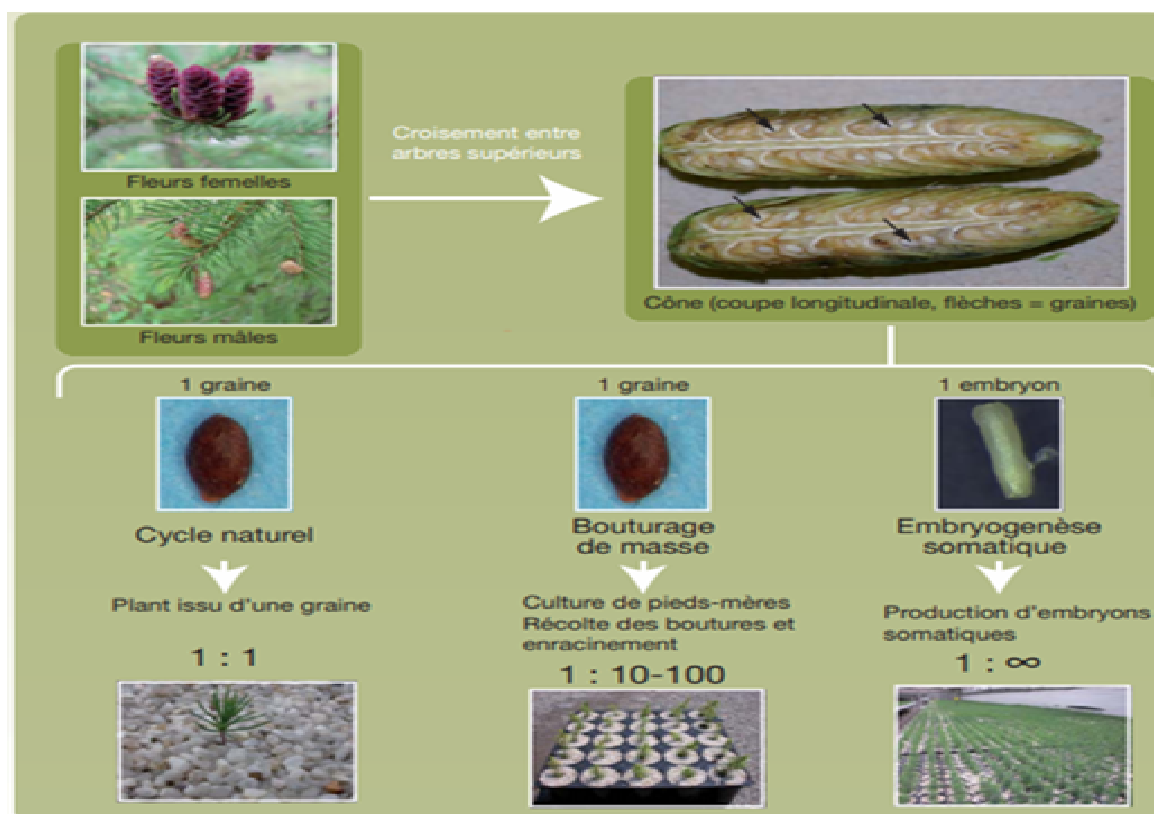 Fleurs femelles
Fleurs mâles
Croisement entre
arbres supérieurs
Cône (coupe longitudinale, flèches = graines)
1 graine
Cycle naturel
Plant issu d'une graine
1 : 1
1 graine
Bouturage
de masse
Culture de pieds-mères
Récolte des boutures et
enracinement
1 : 10-100
1 embryon
Embryogenèse
somatique
Production d'embryons
somatiques
1 : ∞